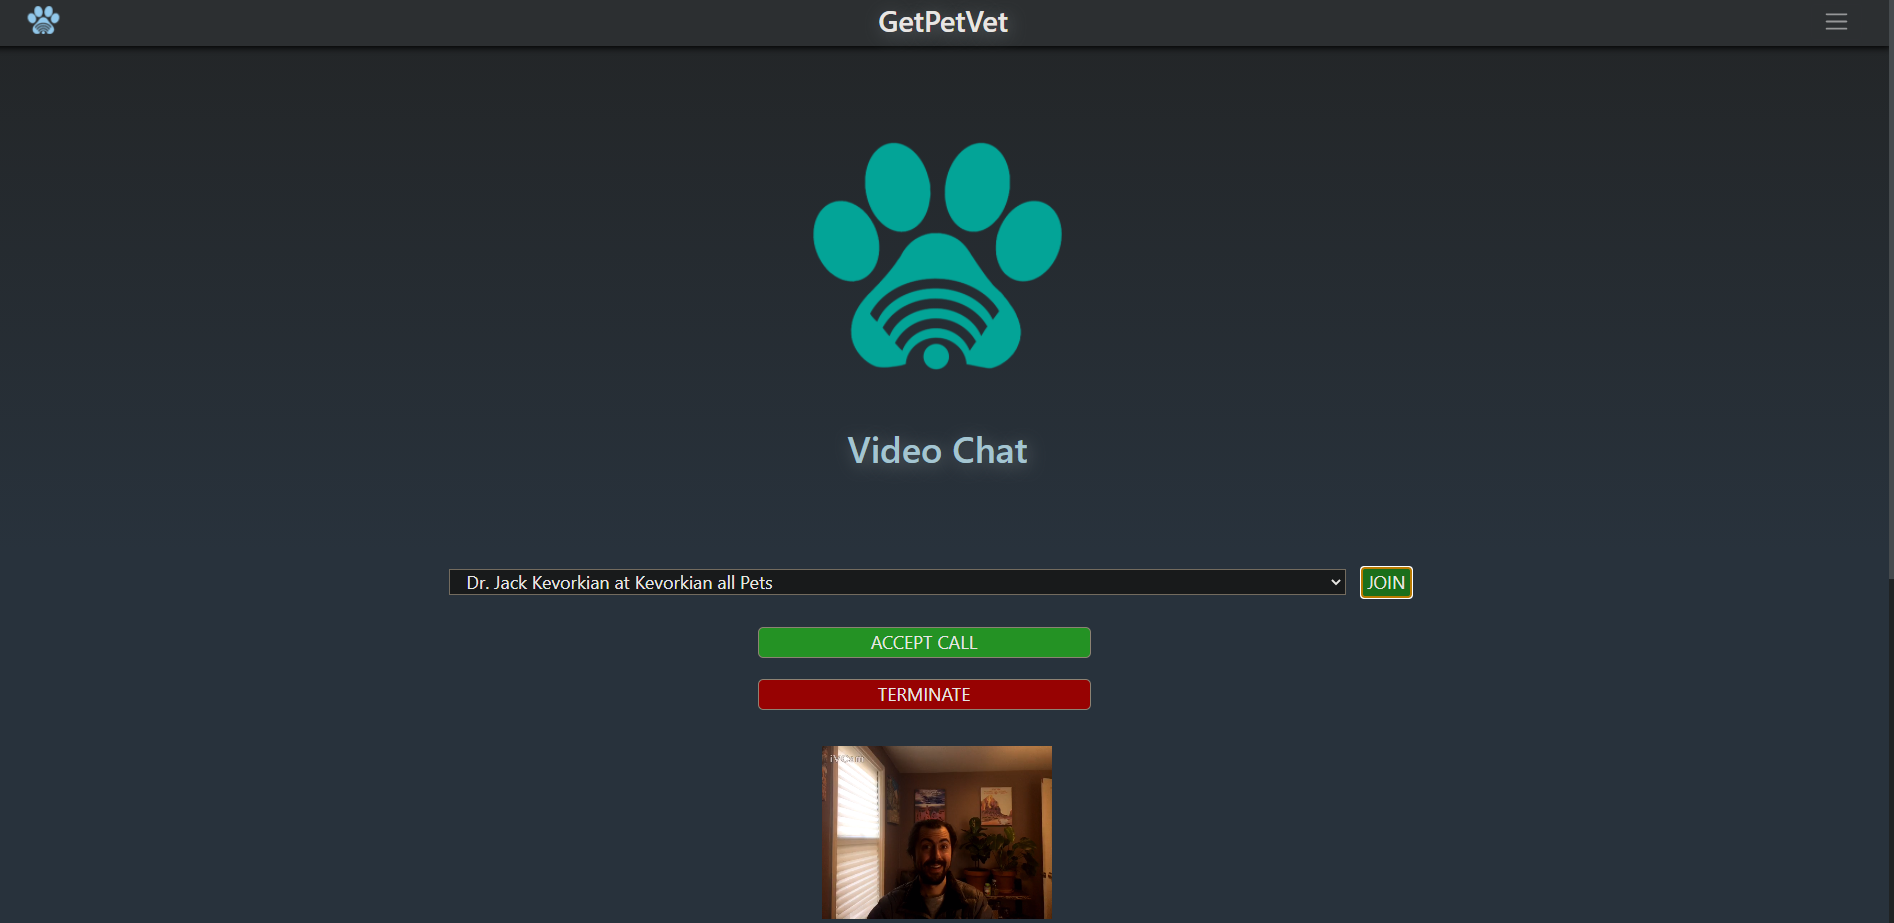 GetPetVet
Video Chat
Dr. Jack Kevorkian at Kevorkian all Pets
JOIN
ACCEPT CALL
TERMINATE
iVCam